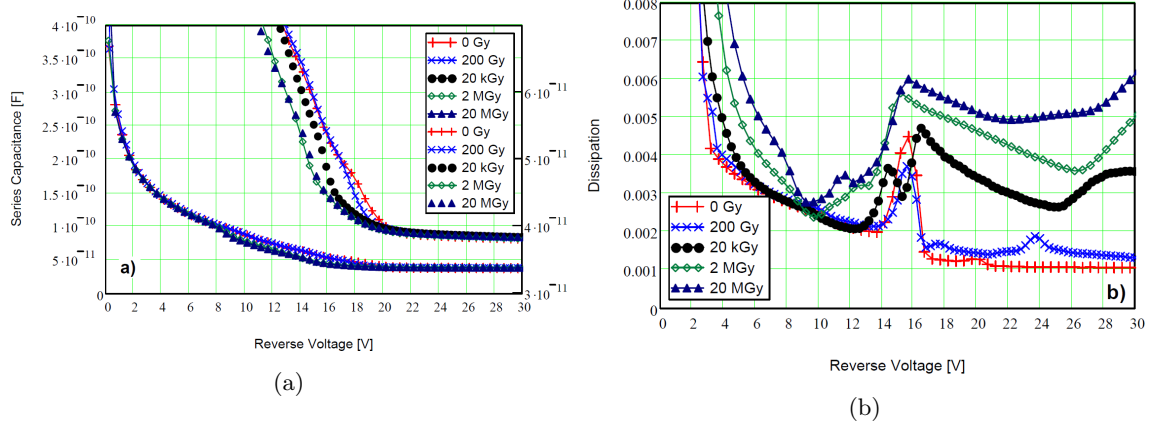 4·10⁻¹⁰
3.5·10⁻¹⁰
3·10⁻¹⁰
2.5·10⁻¹⁰
2·10⁻¹⁰
1.5·10⁻¹⁰
1·10⁻¹⁰
5·10⁻¹¹
0
Series Capacitance [F]
0 Gy
200 Gy
20 kGy
2 MGy
20 MGy
0 Gy
200 Gy
20 kGy
2 MGy
20 MGy
6·10⁻¹¹
5·10⁻¹¹
4·10⁻¹¹
3·10⁻¹¹
a)
0 2 4 6 8 10 12 14 16 18 20 22 24 26 28 30
Reverse Voltage [V]
(a)
0.008
0.007
0.006
0.005
0.004
0.003
0.002
0.001
0
Dissipation
0 Gy
200 Gy
20 kGy
2 MGy
20 MGy
b)
0 2 4 6 8 10 12 14 16 18 20 22 24 26 28 30
Reverse Voltage [V]
(b)